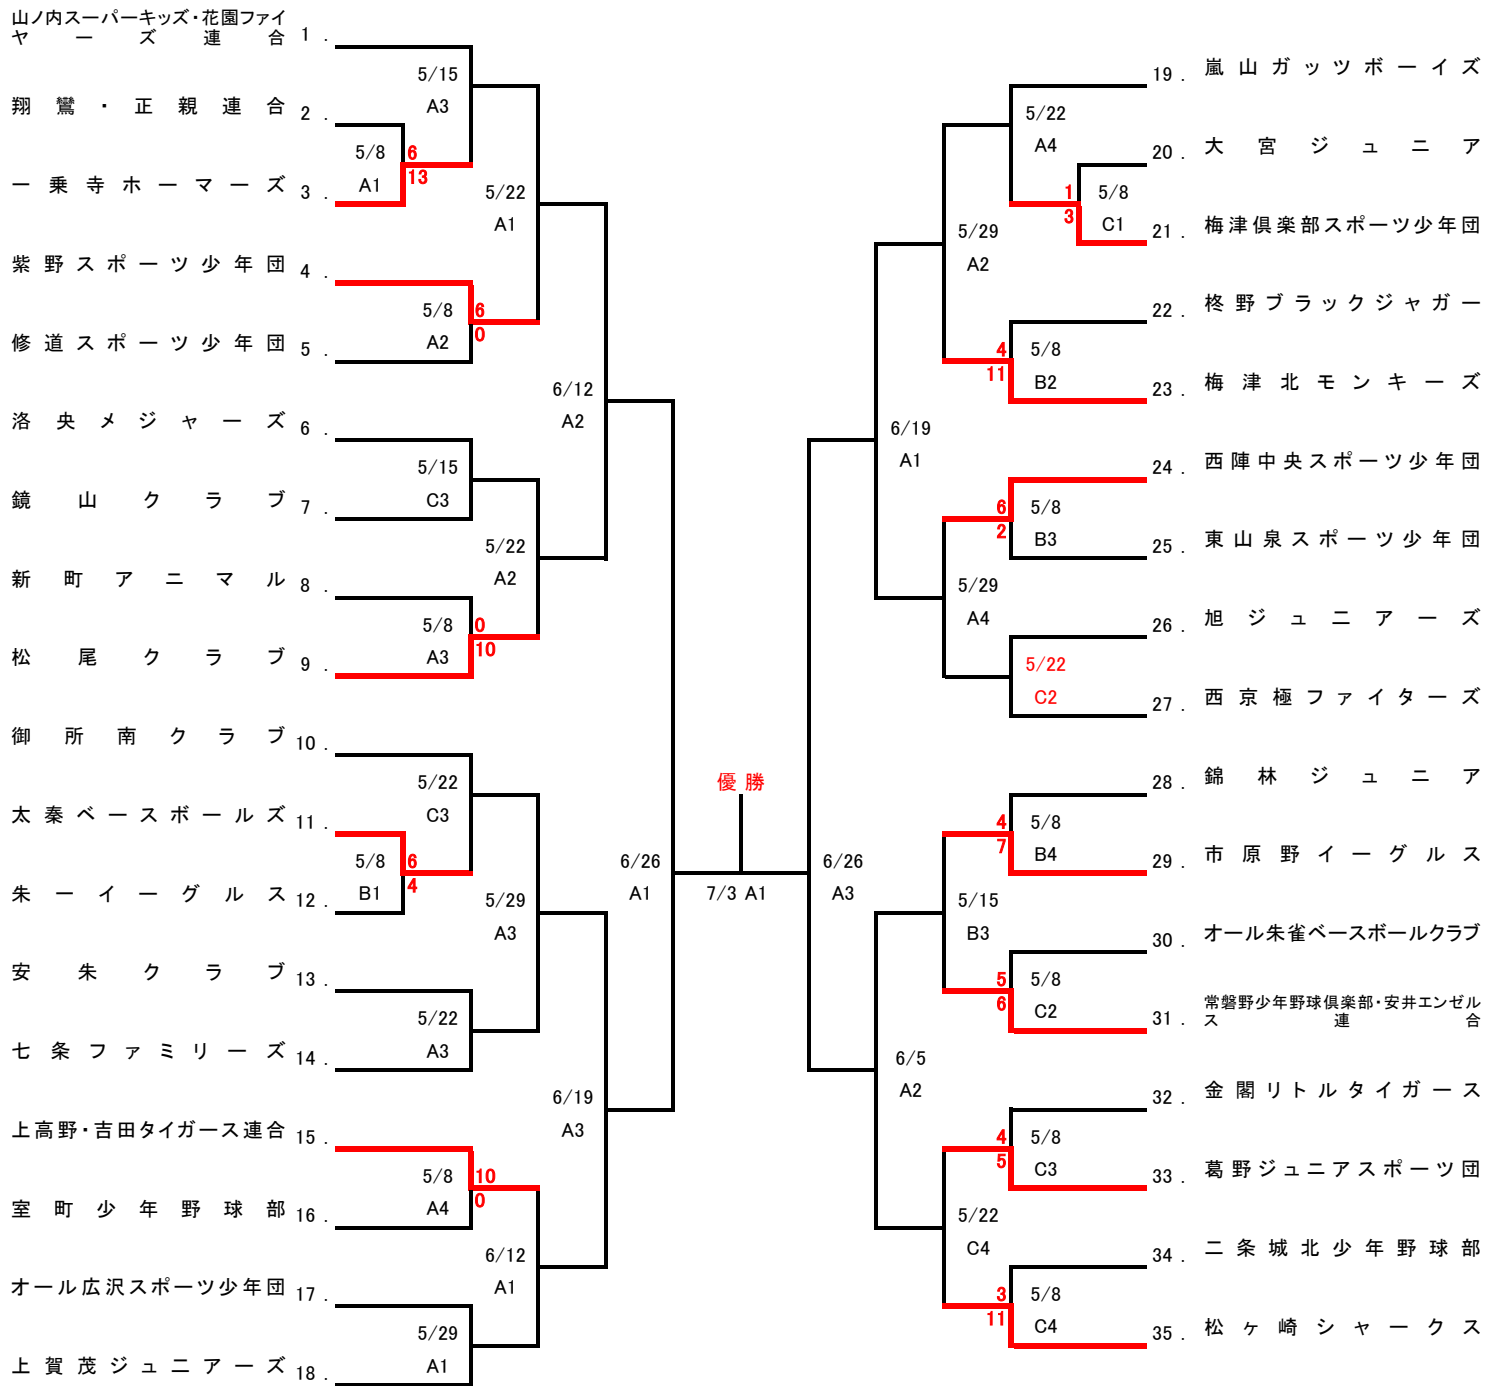 山ノ内スーパーキッズ・花園ファイ
ヤーズ連合 1 .
5/15
A3
翔鸞・正親連合 2 .
5/8
A1
6
13
一乗寺ホーマーズ 3 .
5/22
A1
紫野スポーツ少年団 4 .
5/8
A2
6
0
修道スポーツ少年団 5 .
6/12
A2
洛央メジャーズ 6 .
5/15
C3
鏡山クラブ 7 .
5/22
A2
新町アニマル 8 .
5/8
A3
0
10
松尾クラブ 9 .
御所南クラブ 10 .
5/22
C3
太秦ベースボールズ 11 .
5/8
B1
6
4
朱一イーグルス 12 .
5/29
A3
安朱クラブ 13 .
5/22
A3
七条ファミリーズ 14 .
6/19
A3
上高野・吉田タイガース連合 15 .
5/8
A4
10
0
室町少年野球部 16 .
6/12
A1
オール広沢スポーツ少年団 17 .
5/29
A1
上賀茂ジュニアーズ 18 .
6/26
A1
優勝
7/3 A1
6/26
A3
19 . 嵐山ガッツボーイズ
5/22
A4
20 . 大宮ジュニア
1
3
5/8
C1
21 . 梅津倶楽部スポーツ少年団
5/29
A2
22 . 柊野ブラックジャガー
4
11
5/8
B2
23 . 梅津北モンキーズ
6/19
A1
24 . 西陣中央スポーツ少年団
6
2
5/8
B3
25 . 東山泉スポーツ少年団
5/29
A4
26 . 旭ジュニアーズ
5/22
C2
27 . 西京極ファイターズ
28 . 錦林ジュニア
4
7
5/8
B4
29 . 市原野イーグルス
5/15
B3
30 . オール朱雀ベースボールクラブ
5
6
5/8
C2
31 . 常磐野少年野球倶楽部・安井エンゼル
ス連合
6/5
A2
32 . 金閣リトルタイガース
4
5
5/8
C3
33 . 葛野ジュニアスポーツ団
5/22
C4
34 . 二条城北少年野球部
3
11
5/8
C4
35 . 松ヶ崎シャークス